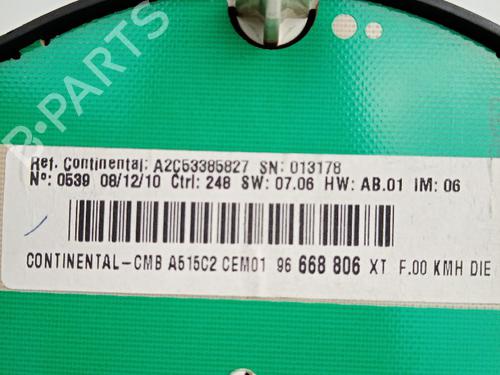 B-PARTS
Ref. Continental: A2C53385827 SN: 013178
Nº: 0539 08/12/10 Ctrl: 248 SW: 07.06 HW: AB.01 IM: 06
CONTINENTAL-CMB A515C2 CEM01 96 668 806 XT F.00 KMH DIE